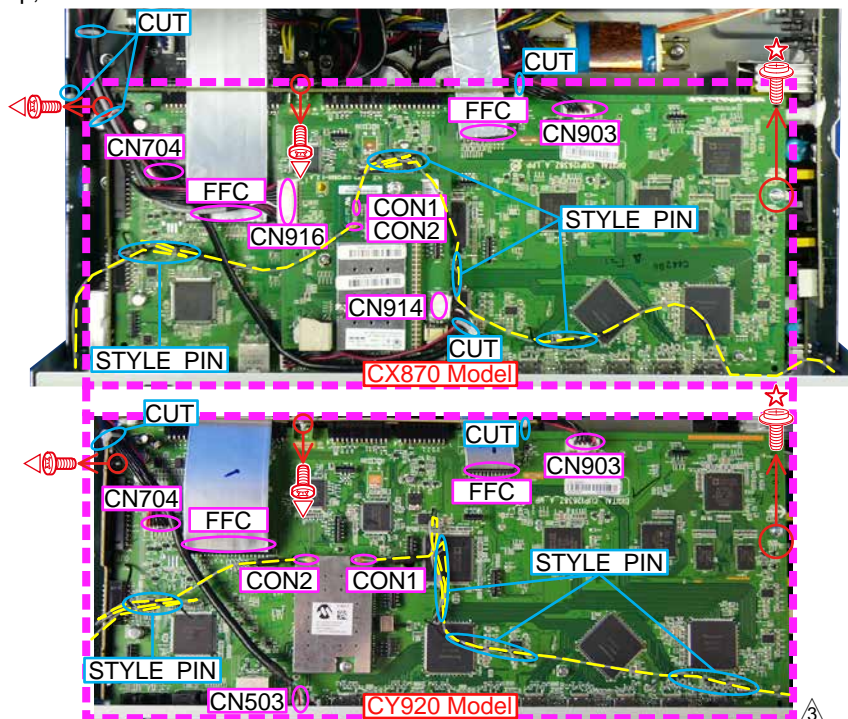 CUT
CUT
FFC
CN903
CN704
FFC
CN916
CON1
CON2
STYLE PIN
CN914
STYLE PIN
CUT
CX870 Model
CUT
CUT
CN903
CN704
FFC
FFC
CON2
CON1
STYLE PIN
STYLE PIN
CN503
CY920 Model
3